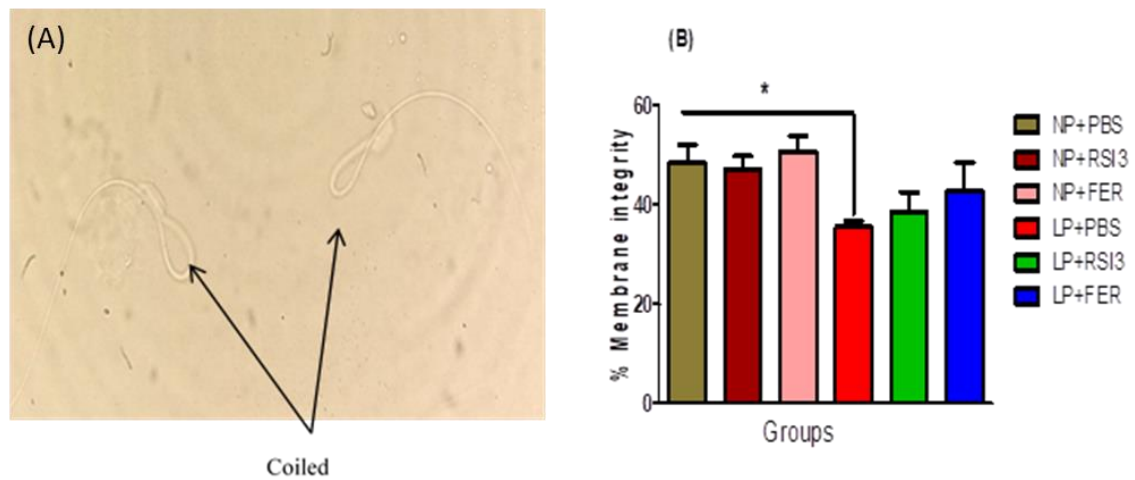 (A)
Coiled
(B)
*
% Membrane integrity
60
40
20
0
Groups
NP+PBS
NP+RSI3
NP+FER
LP+PBS
LP+RSI3
LP+FER